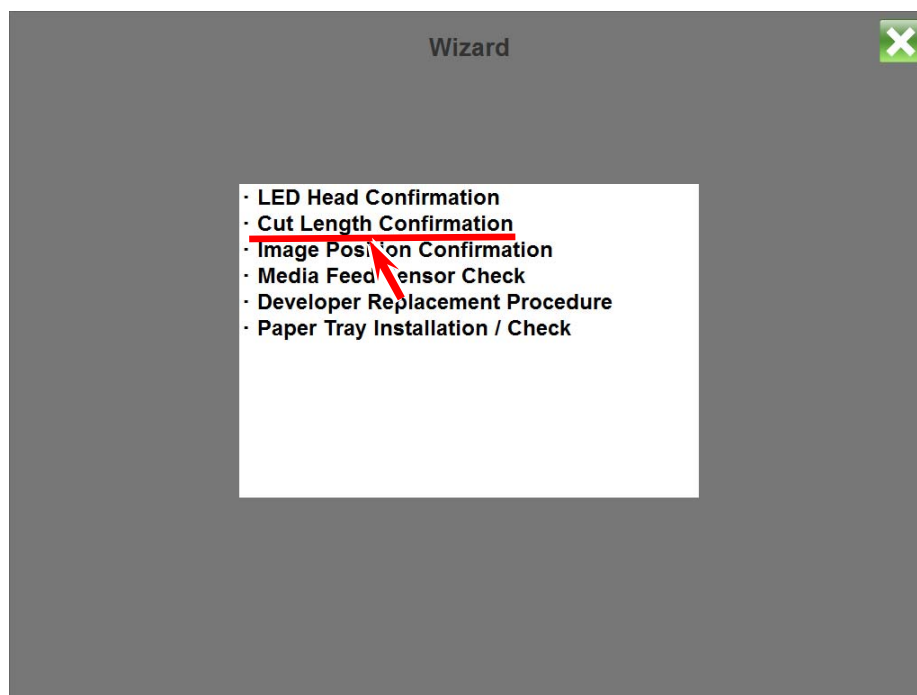 Wizard
· LED Head Confirmation
· Cut Length Confirmation
· Image Position Confirmation
· Media Feed Sensor Check
· Developer Replacement Procedure
· Paper Tray Installation / Check